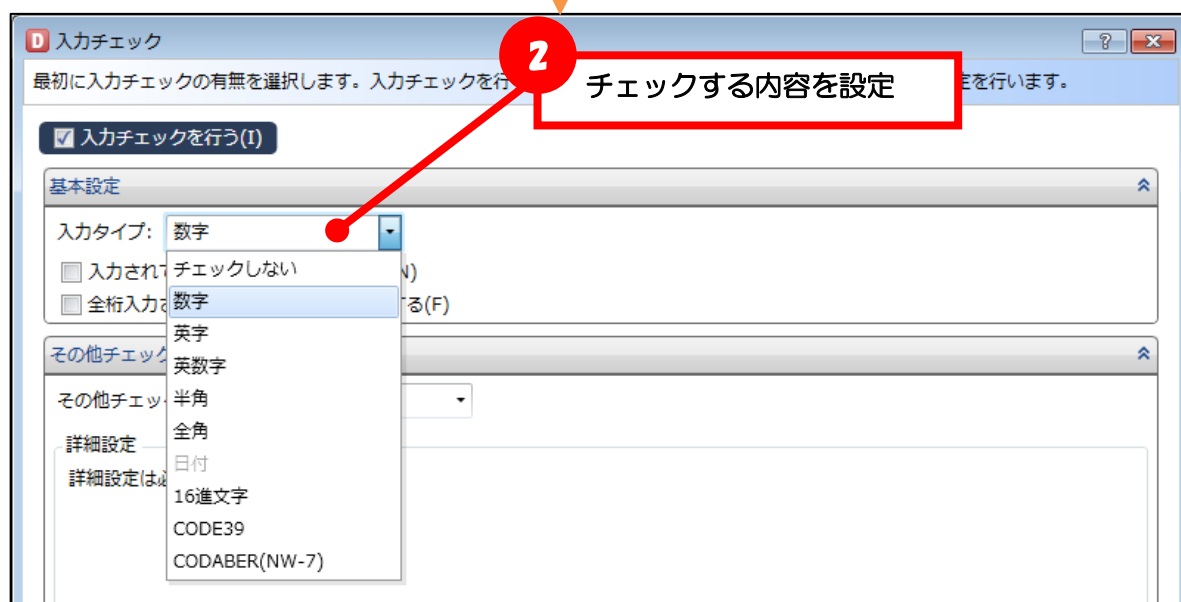 D 入力チェック
2
最初に入力チェックの有無を選択します。入力チェックを行
チェックする内容を設定
定を行います。
入力チェックを行う(I)
基本設定
入力タイプ: 数字
チェックしない
入力され
N)
数字
全桁入力
する(F)
英字
その他チェック
英数字
その他チェッ
半角
全角
詳細設定
日付
詳細設定は
16進文字
CODE39
CODABER(NW-7)